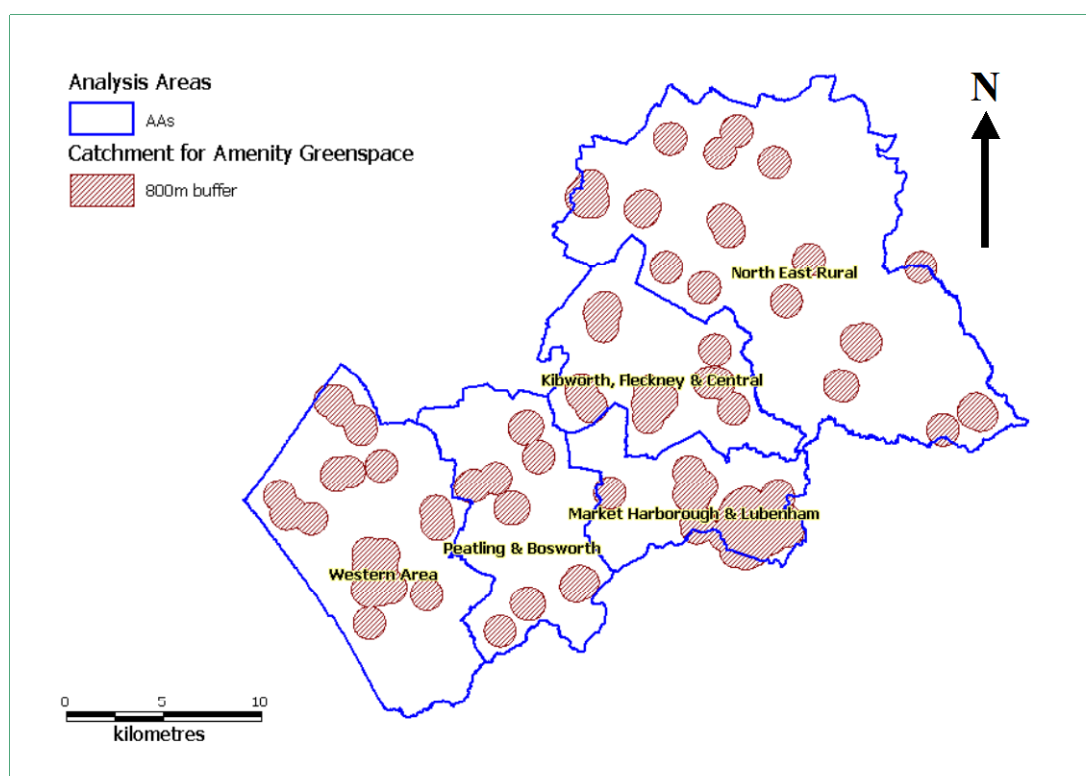 Analysis Areas
AAs
Catchment for Amenity Greenspace
800m buffer
N
North East Rural
Kibworth, Fleckney & Central
Market Harborough & Lubenham
Peatling & Bosworth
Western Area
0 5 10
kilometres